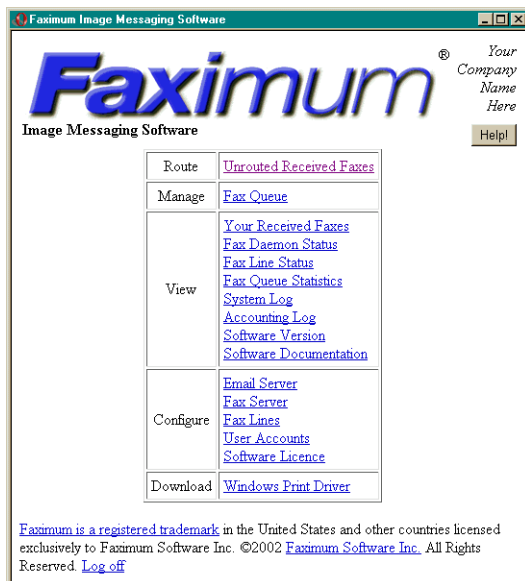 Faximum Image Messaging Software
Faximum ®
Your
Company
Name
Here
Image Messaging Software
Help!
Route
Unrouted Received Faxes
Manage
Fax Queue
View
Your Received Faxes
Fax Daemon Status
Fax Line Status
Fax Queue Statistics
System Log
Accounting Log
Software Version
Software Documentation
Configure
Email Server
Fax Server
Fax Lines
User Accounts
Software Licence
Download
Windows Print Driver
Faximum is a registered trademark in the United States and other countries licensed
exclusively to Faximum Software Inc. ©2002 Faximum Software Inc. All Rights
Reserved. Log off